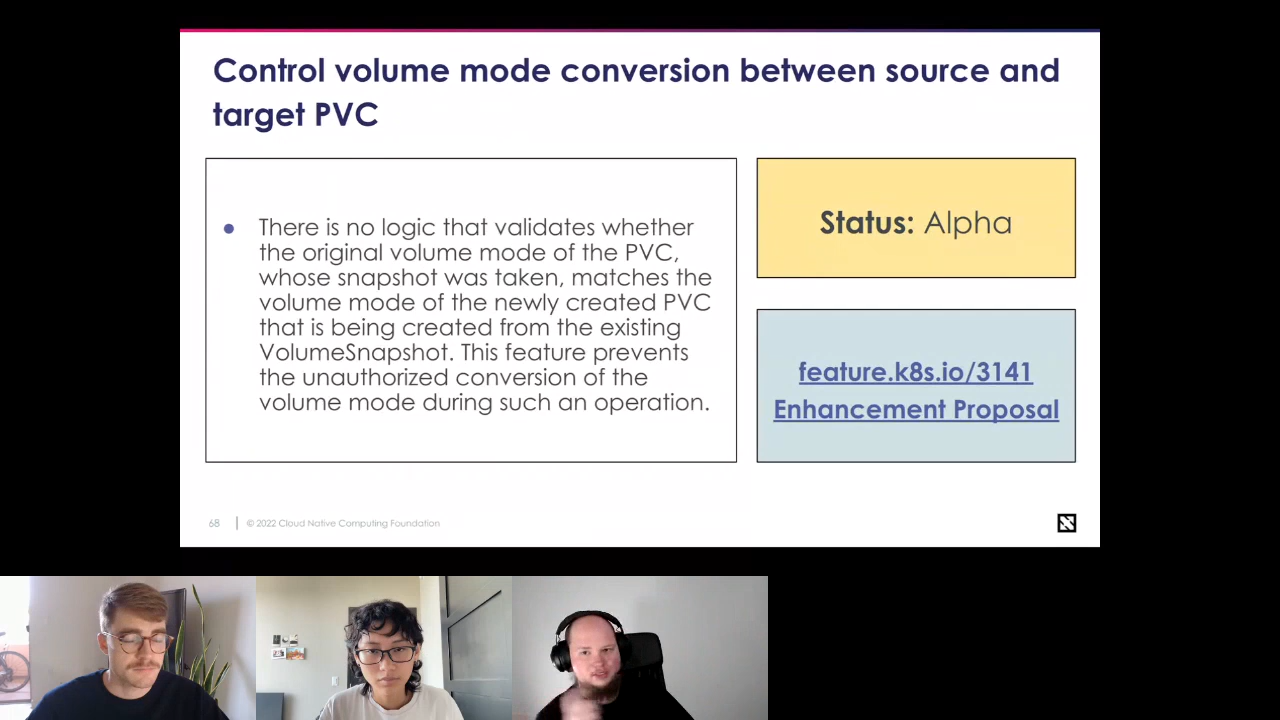 Control volume mode conversion between source and
target PVC
● There is no logic that validates whether
the original volume mode of the PVC,
whose snapshot was taken, matches the
volume mode of the newly created PVC
that is being created from the existing
VolumeSnapshot. This feature prevents
the unauthorized conversion of the
volume mode during such an operation.
Status: Alpha
feature.k8s.io/3141
Enhancement Proposal
68 | © 2022 Cloud Native Computing Foundation